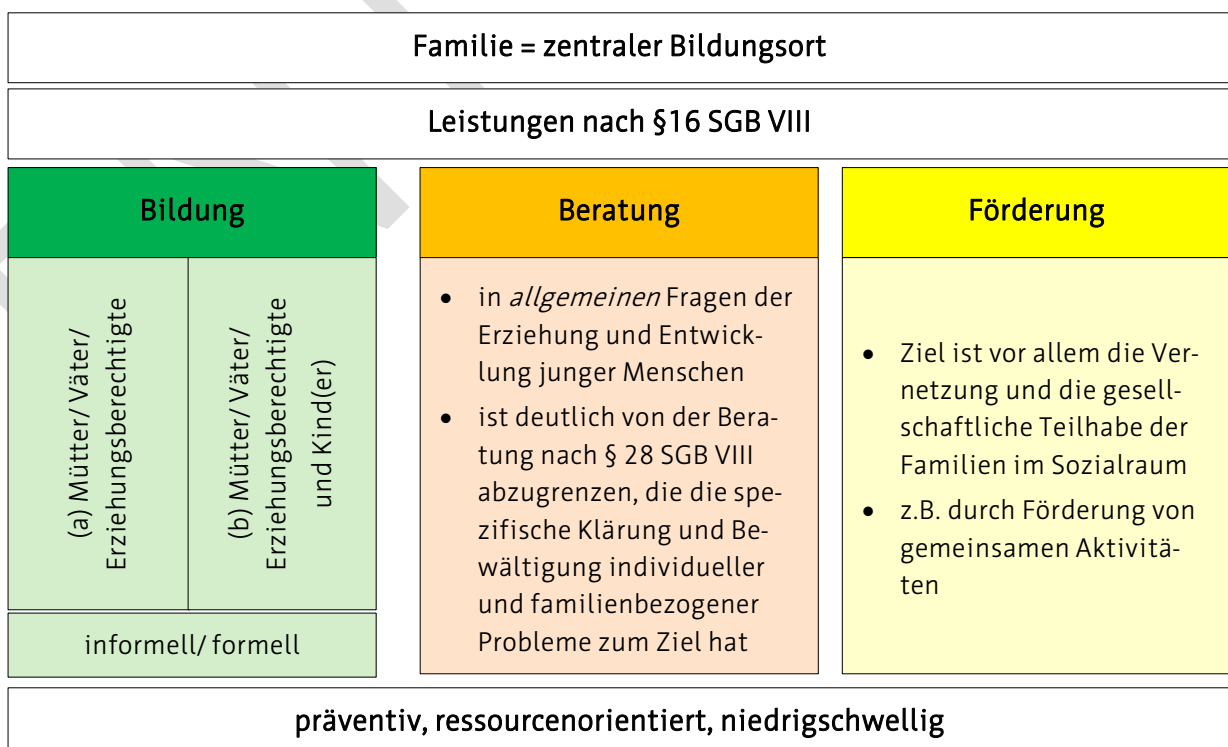 Familie = zentraler Bildungsort
Leistungen nach §16 SGB VIII
Bildung
(a) Mütter/ Väter/
Erziehungsberechtigte
(b) Mütter/ Väter/
Erziehungsberechtigte
und Kind(er)
informell/ formell
Beratung
• in allgemeinen Fragen der
Erziehung und Entwick-
lung junger Menschen
• ist deutlich von der Bera-
tung nach § 28 SGB VIII
abzugrenzen, die die spe-
zifische Klärung und Be-
wältigung individueller
und familienbezogener
Probleme zum Ziel hat
Förderung
• Ziel ist vor allem die Ver-
netzung und die gesell-
schaftliche Teilhabe der
Familien im Sozialraum
• z.B. durch Förderung von
gemeinsamen Aktivitä-
ten
präventiv, ressourcenorientiert, niedrigschwellig